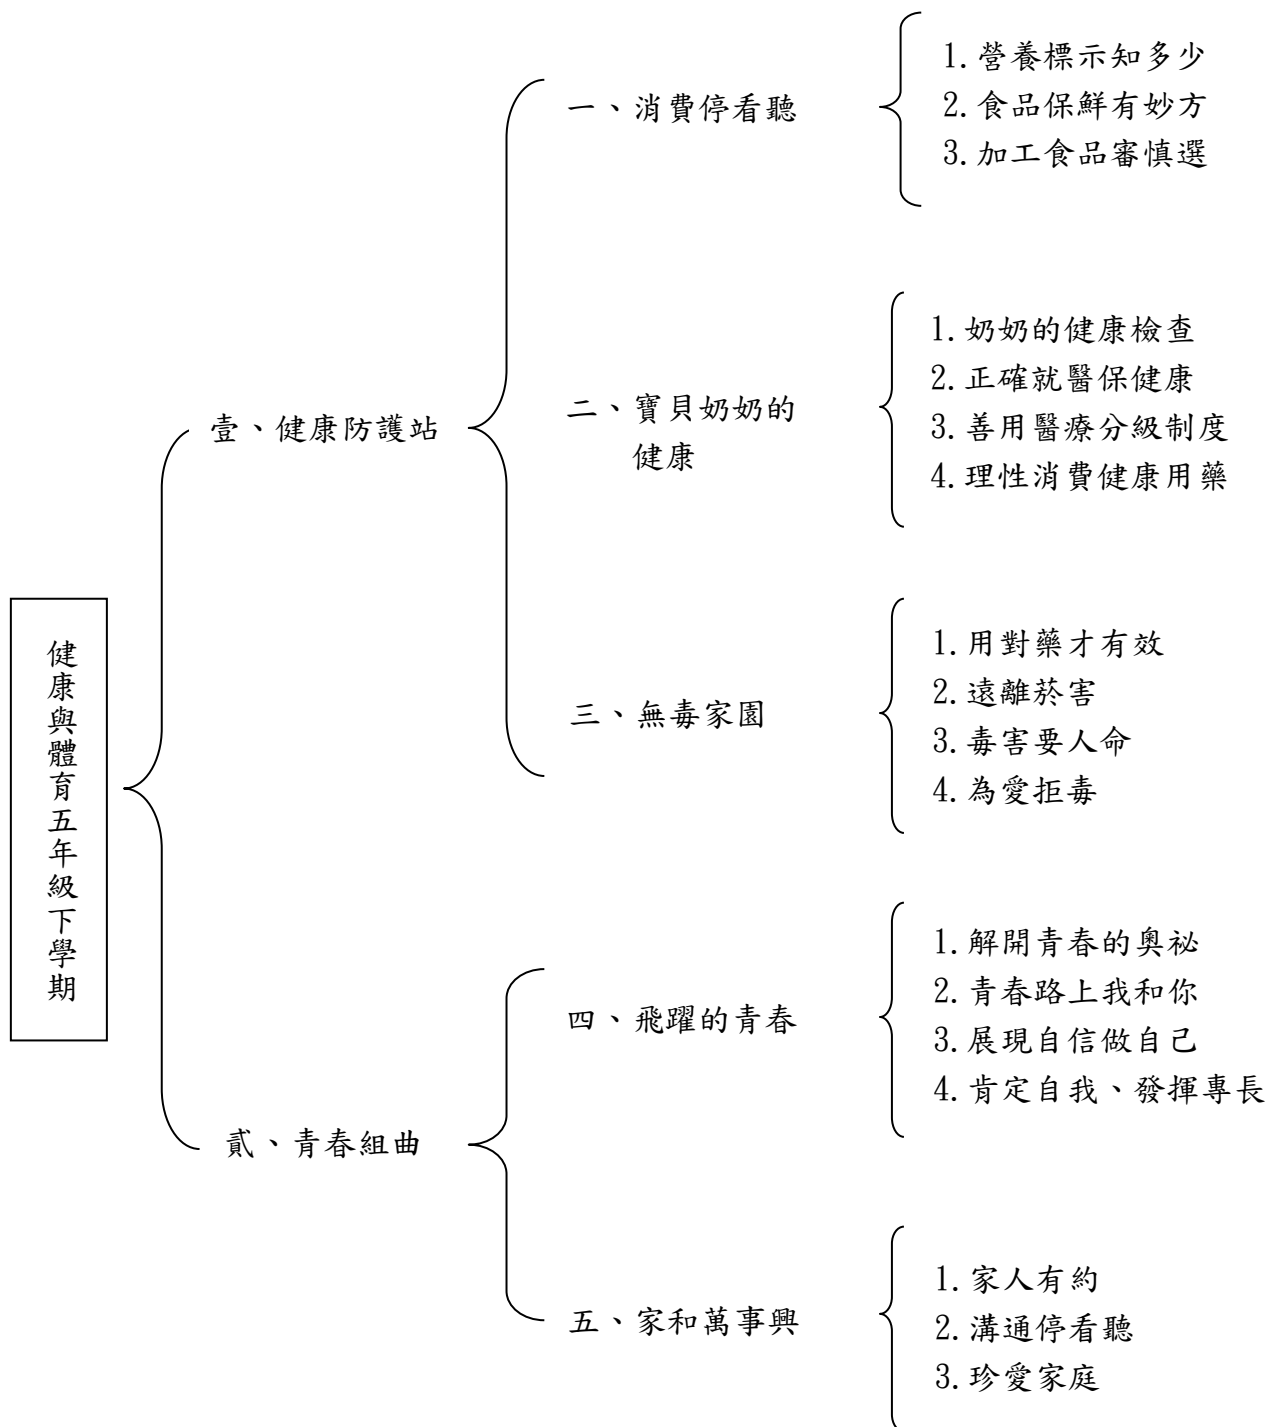 健康與體育五年級下學期
壹、健康防護站
一、消費停看聽
1.營養標示知多少
2.食品保鮮有妙方
3.加工食品審慎選
二、寶貝奶奶的
健康
1.奶奶的健康檢查
2.正確就醫保健康
3.善用醫療分級制度
4.理性消費健康用藥
三、無毒家園
1.用對藥才有效
2.遠離菸害
3.毒害要人命
4.為愛拒毒
貳、青春組曲
四、飛躍的青春
1.解開青春的奧祕
2.青春路上我和你
3.展現自信做自己
4.肯定自我、發揮專長
五、家和萬事興
1.家人有約
2.溝通停看聽
3.珍愛家庭